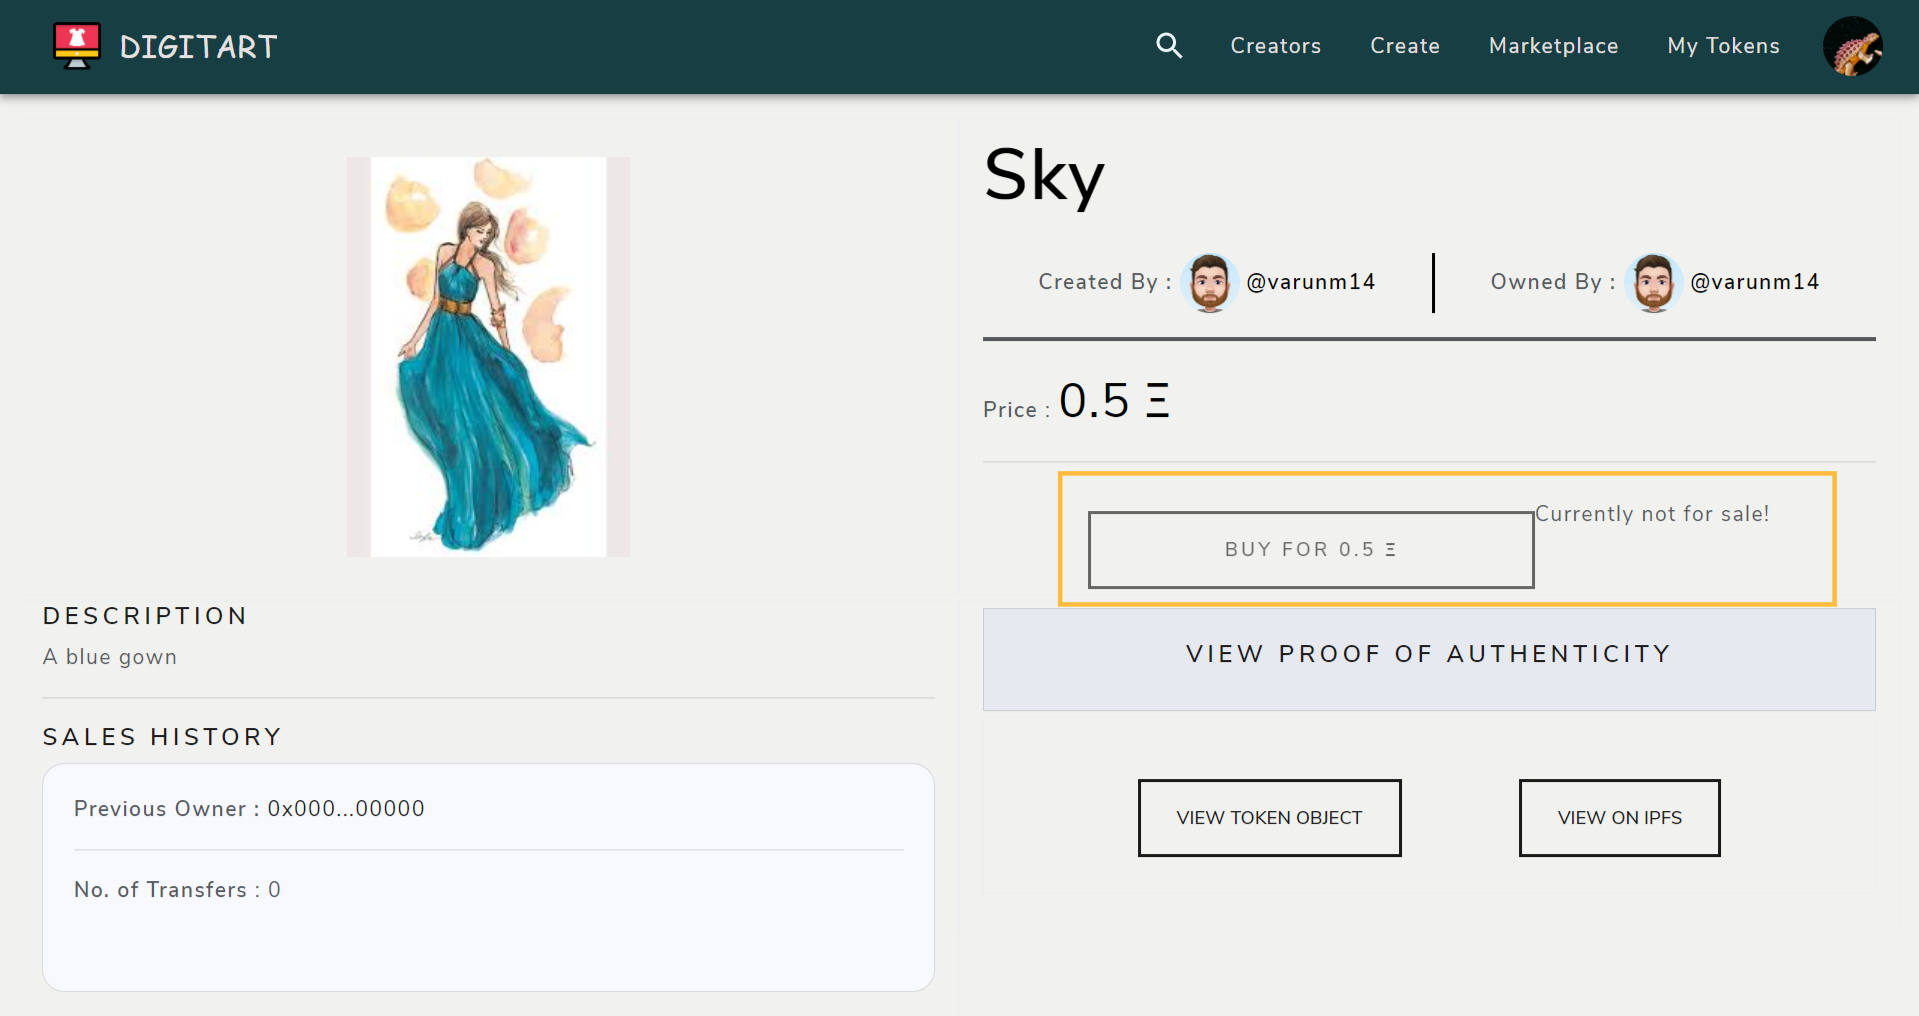 DIGITART
Creators
Create
Marketplace
My Tokens
Sky
Created By : @varunm14
Owned By : @varunm14
Price : 0.5 Ξ
BUY FOR 0.5 Ξ
Currently not for sale!
VIEW PROOF OF AUTHENTICITY
VIEW TOKEN OBJECT
VIEW ON IPFS
DESCRIPTION
A blue gown
SALES HISTORY
Previous Owner : 0x000...00000
No. of Transfers : 0